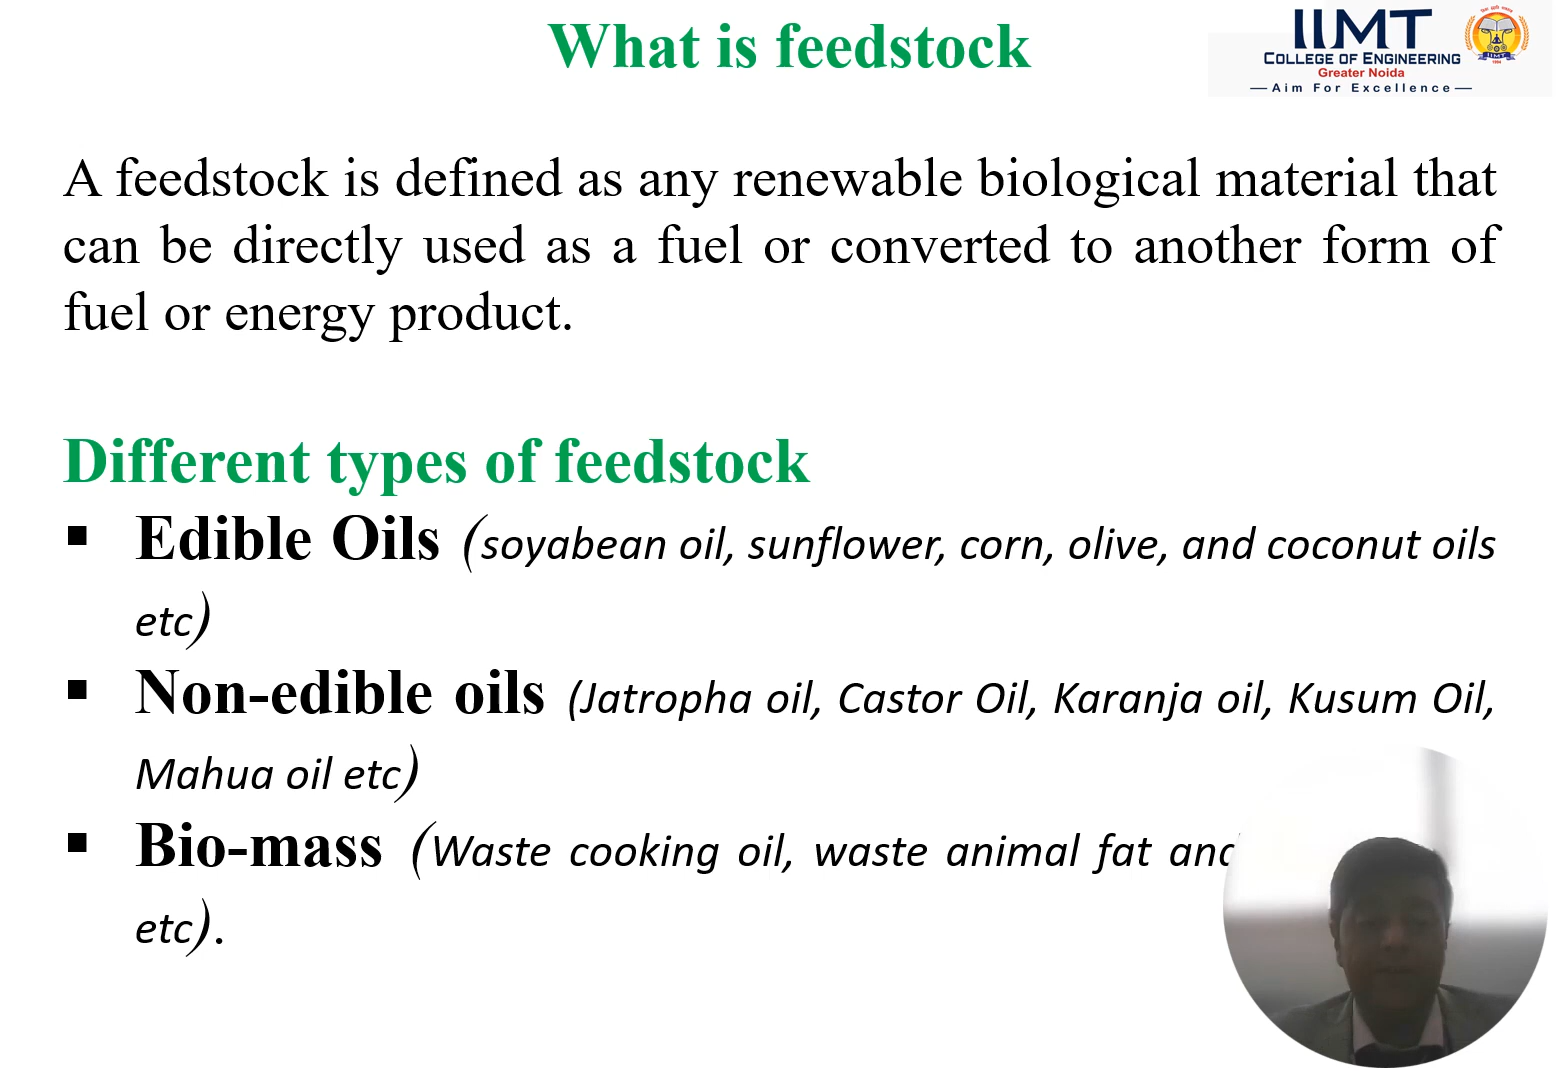 What is feedstock
IIMT
COLLEGE OF ENGINEERING
Greater Noida
— Aim For Excellence —
A feedstock is defined as any renewable biological material that
can be directly used as a fuel or converted to another form of
fuel or energy product.
Different types of feedstock
▪ Edible Oils (soyabean oil, sunflower, corn, olive, and coconut oils
etc)
▪ Non-edible oils (Jatropha oil, Castor Oil, Karanja oil, Kusum Oil,
Mahua oil etc)
▪ Bio-mass (Waste cooking oil, waste animal fat and
etc).